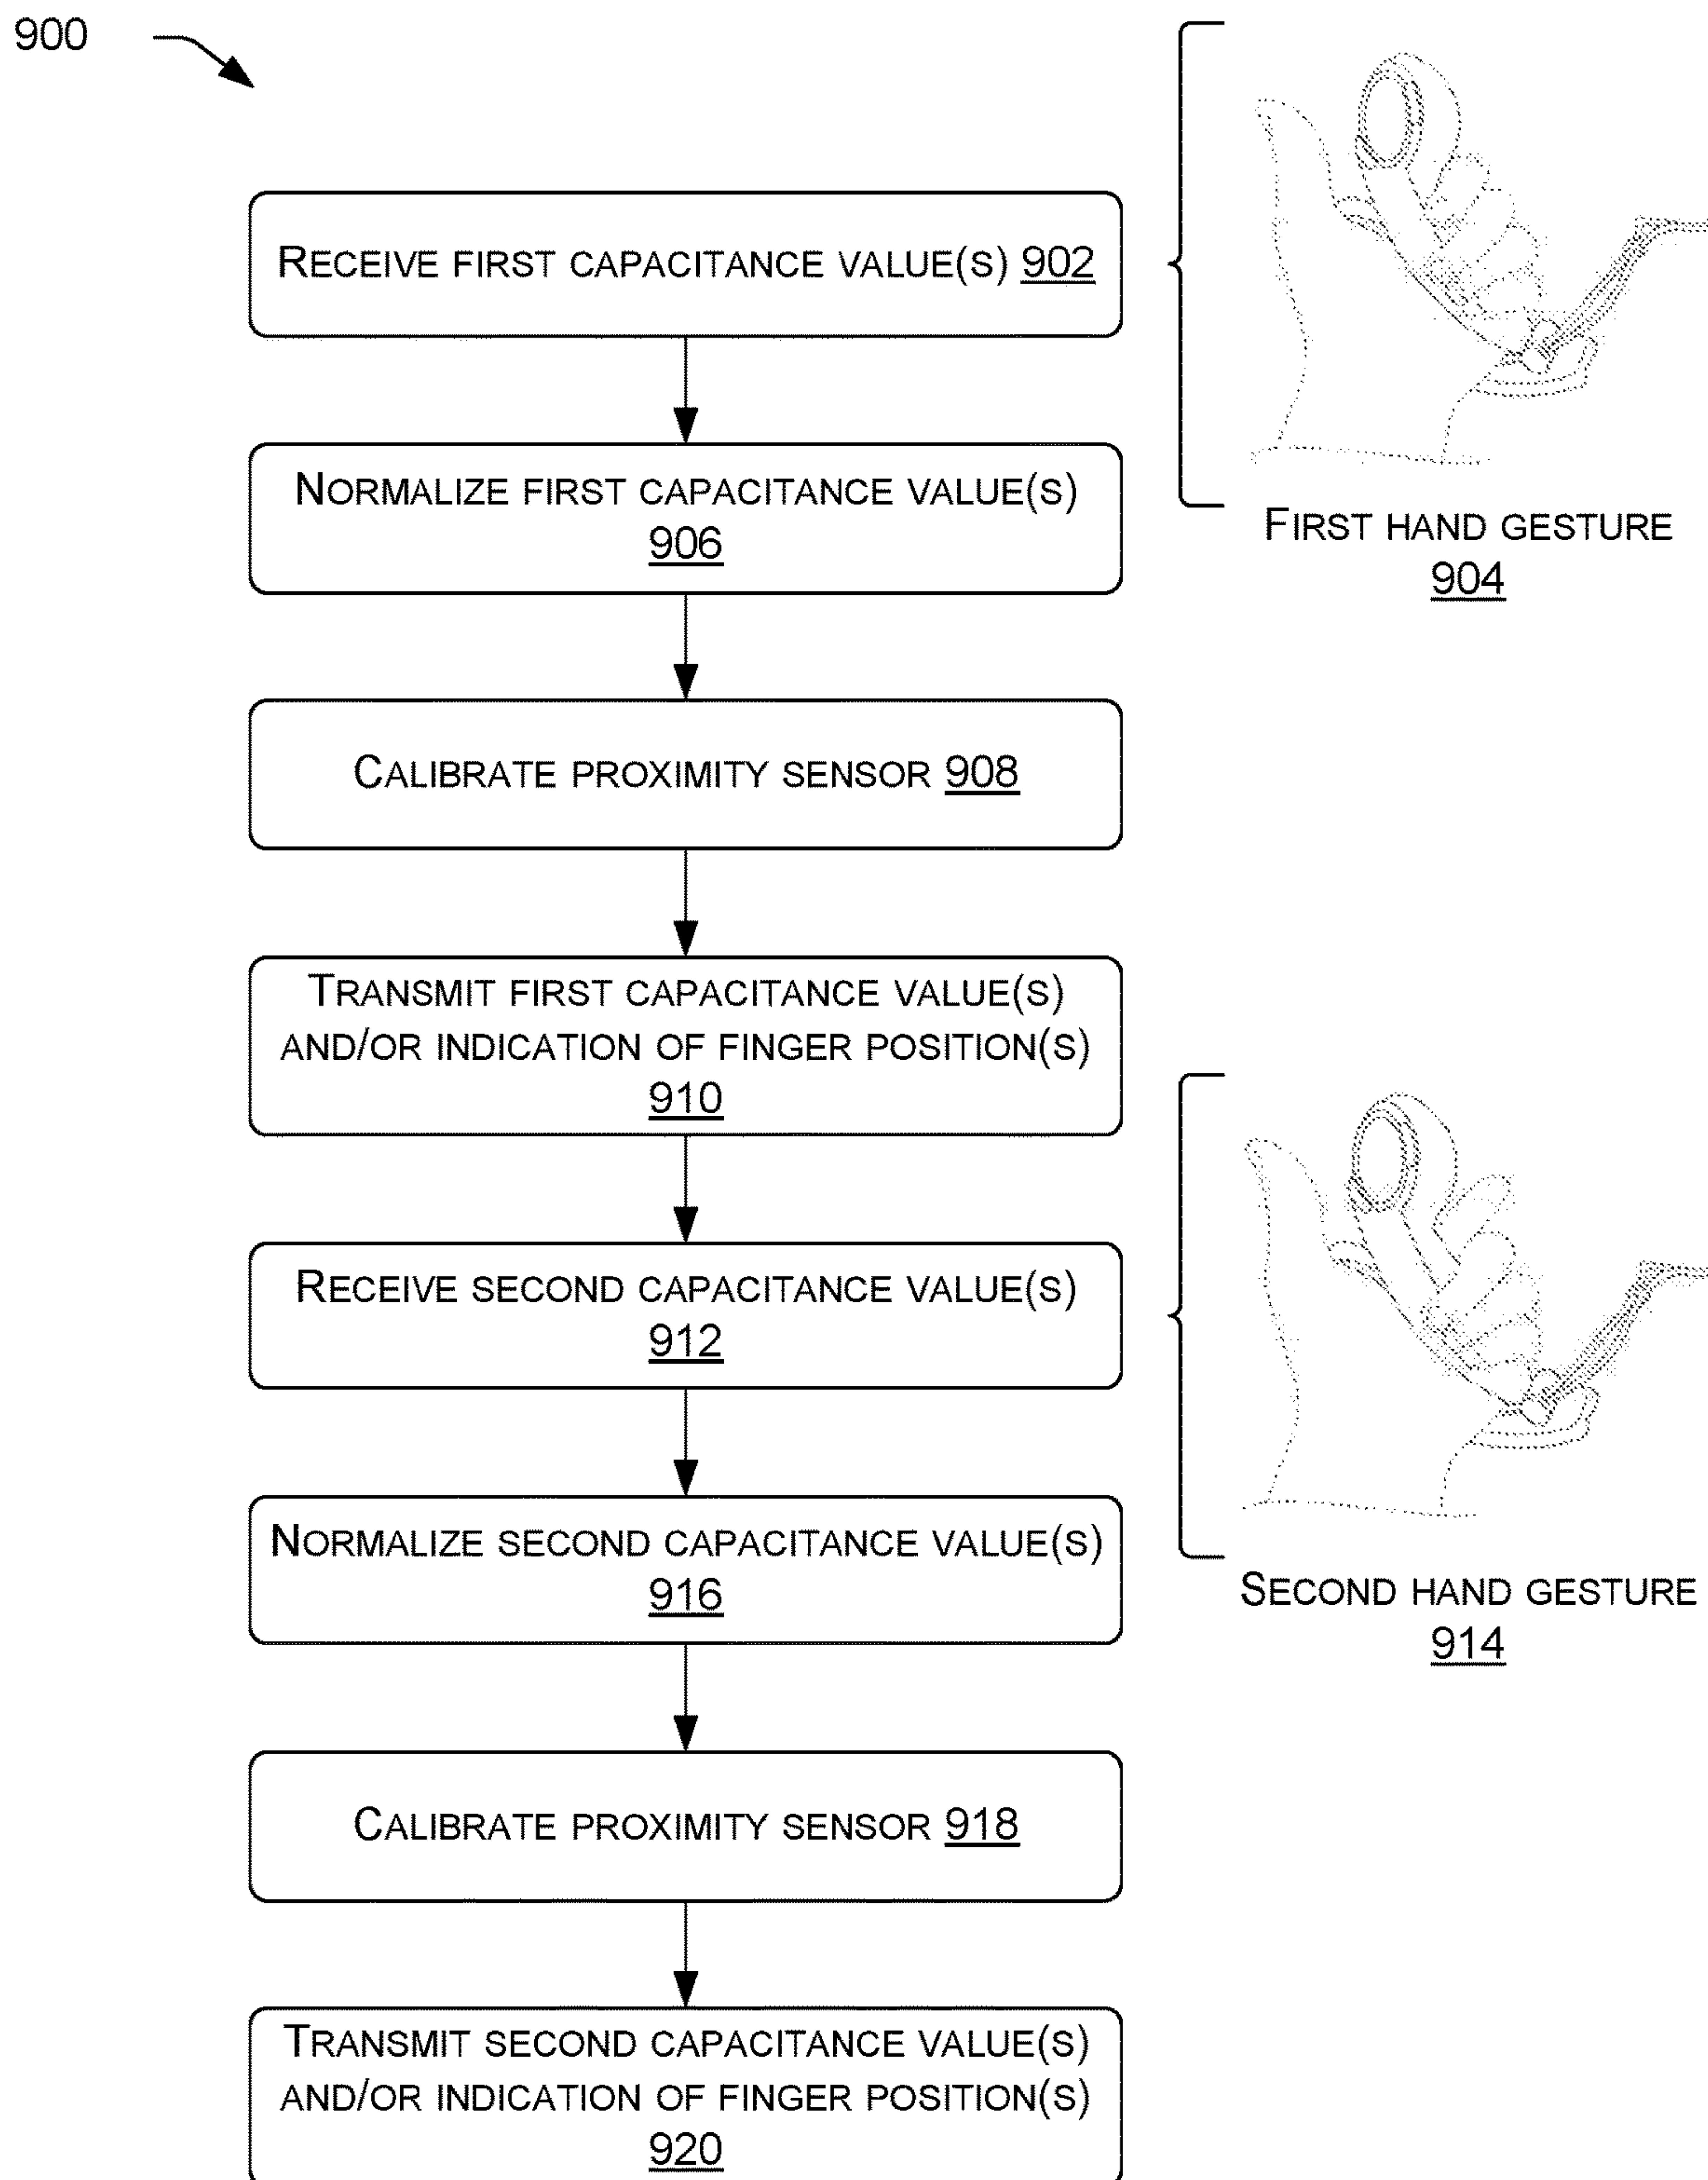 900
RECEIVE FIRST CAPACITANCE VALUE(S) 902
NORMALIZE FIRST CAPACITANCE VALUE(S)
906
FIRST HAND GESTURE
904
CALIBRATE PROXIMITY SENSOR 908
TRANSMIT FIRST CAPACITANCE VALUE(S)
AND/OR INDICATION OF FINGER POSITION(S)
910
RECEIVE SECOND CAPACITANCE VALUE(S)
912
NORMALIZE SECOND CAPACITANCE VALUE(S)
916
SECOND HAND GESTURE
914
CALIBRATE PROXIMITY SENSOR 918
TRANSMIT SECOND CAPACITANCE VALUE(S)
AND/OR INDICATION OF FINGER POSITION(S)
920